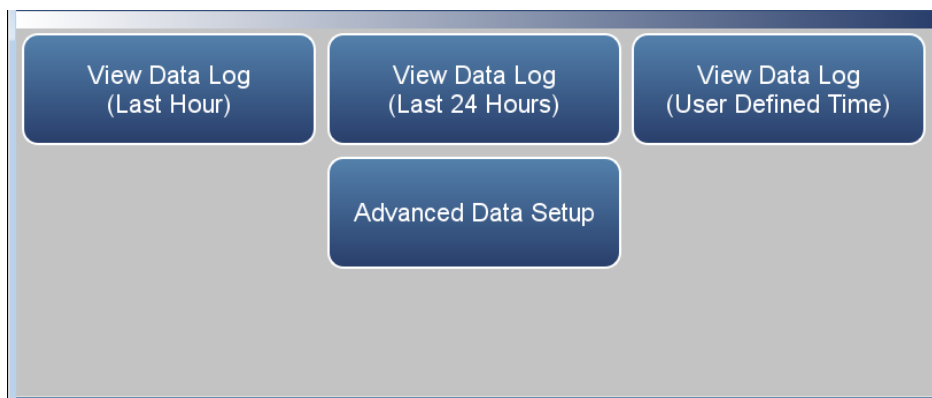 View Data Log
(Last Hour)
View Data Log
(Last 24 Hours)
View Data Log
(User Defined Time)
Advanced Data Setup